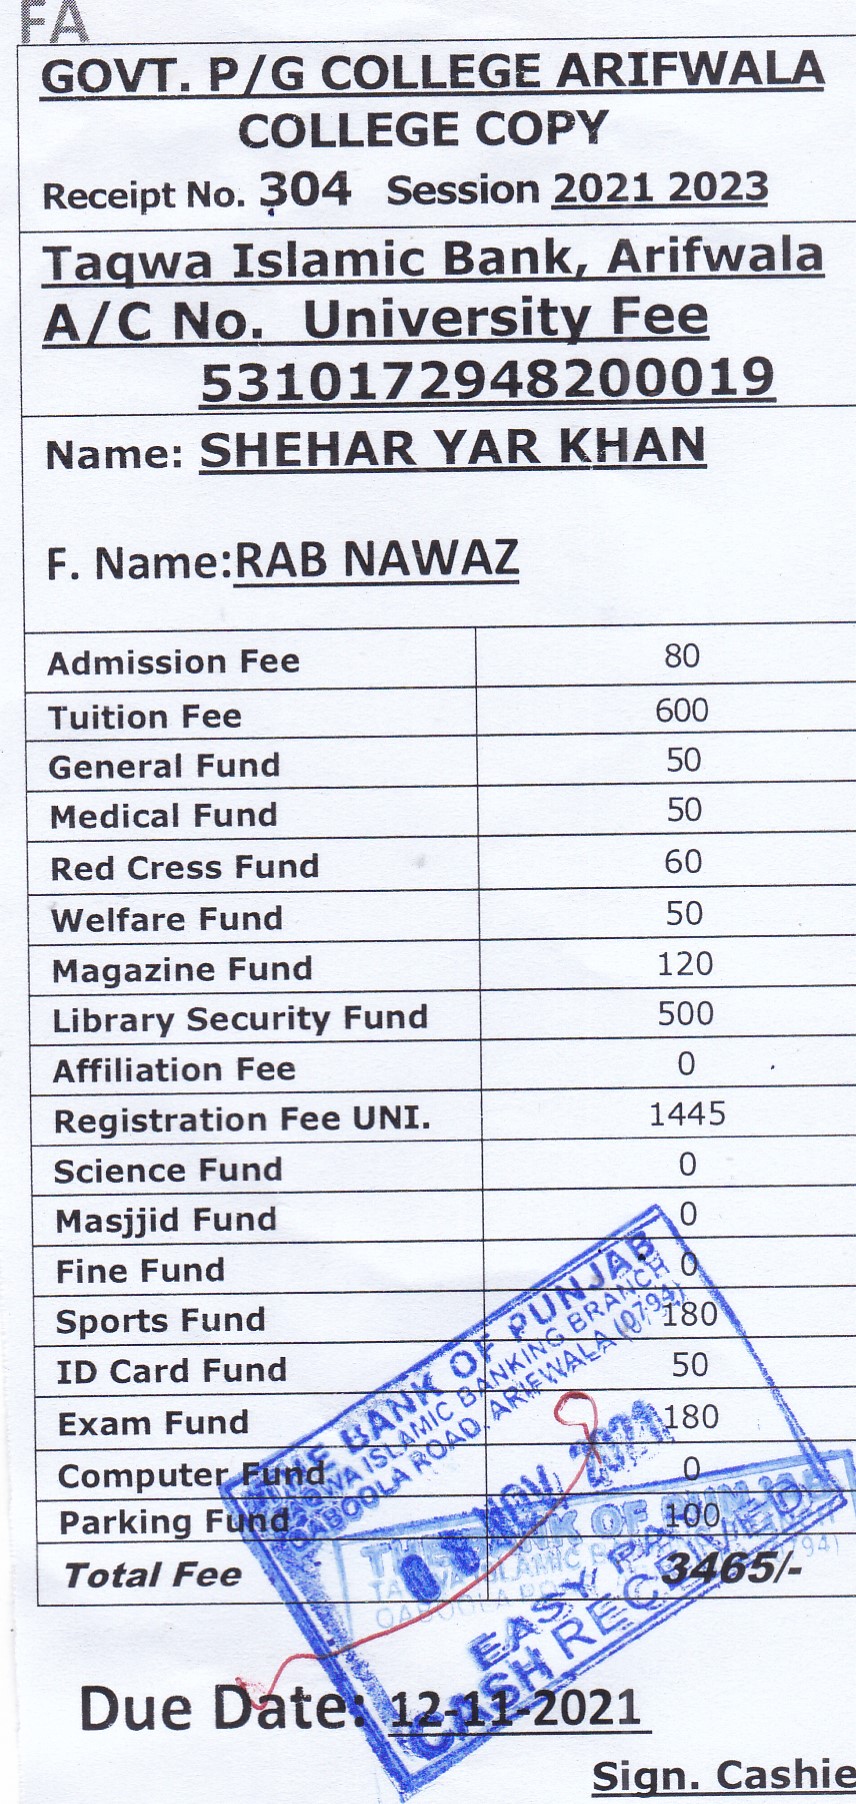 FA
GOVT. P/G COLLEGE ARIFWALA
COLLEGE COPY
Receipt No. 304 Session 2021 2023
Taqwa Islamic Bank, Arifwala
A/C No. University Fee
5310172948200019
Name: SHEHAR YAR KHAN
F. Name:RAB NAWAZ
Admission Fee 80
Tuition Fee 600
General Fund 50
Medical Fund 50
Red Cress Fund 60
Welfare Fund 50
Magazine Fund 120
Library Security Fund 500
Affiliation Fee 0
Registration Fee UNI. 1445
Science Fund 0
Masjjid Fund 0
Fine Fund 0
Sports Fund 180
ID Card Fund 50
Exam Fund 180
Computer Fund 0
Parking Fund 100
Total Fee 3465/-
THE BANK OF PUNJAB
TAQWA ISLAMIC BANKING BRANCH
QABOOLA ROAD, ARIFWALA (0794)
NOV 2021
EASY PAY
CASH RECEIVED
THE BANK OF PUNJAB
TAQWA ISLAMIC
QABOOLA
Due Date: 12-11-2021
Sign. Cashie